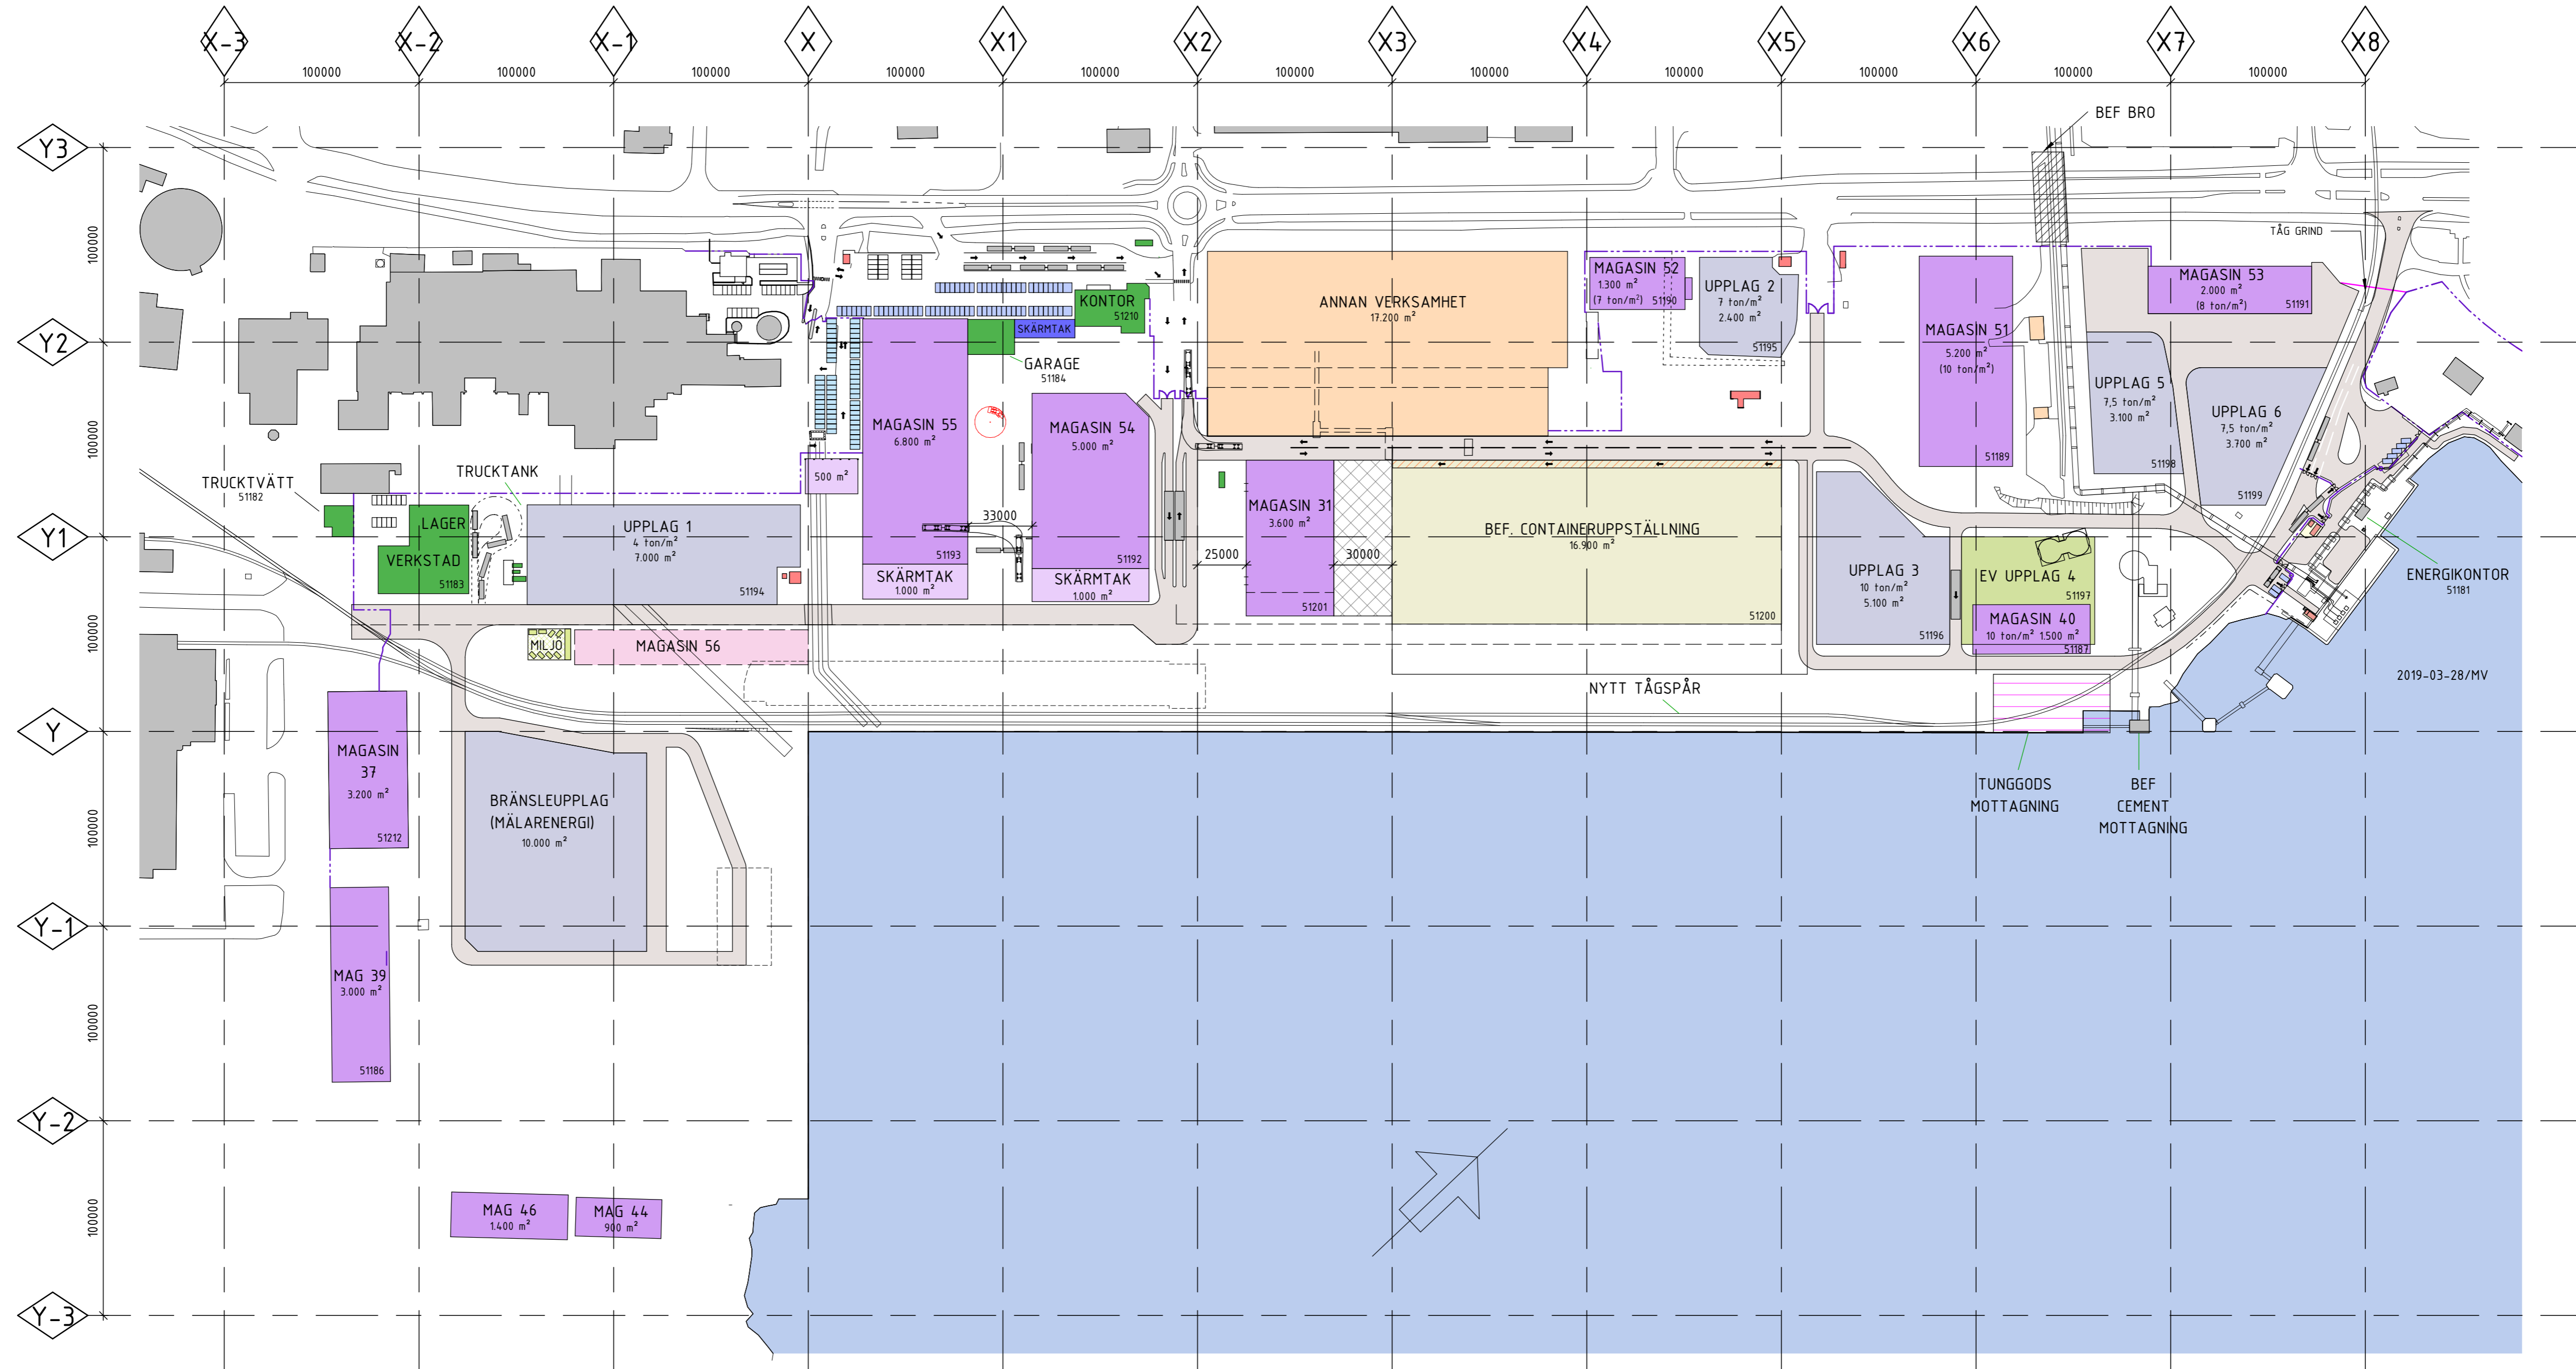 X-3
X-2
X-1
X
X1
X2
X3
X4
X5
X6
X7
X8
100000
100000
100000
100000
100000
100000
100000
100000
100000
100000
100000
BEF BRO
Y3
TÅG GRIND
100000
MAGASIN 52
1.300 m²
(7 ton/m²)
51190
UPPLAG 2
7 ton/m²
2.400 m²
51195
MAGASIN 53
2.000 m²
(8 ton/m²)
51191
KONTOR
51210
SKÄRMTAK
ANNAN VERKSAMHET
17.200 m²
Y2
GARAGE
51184
MAGASIN 51
5.200 m²
(10 ton/m²)
51189
UPPLAG 5
7,5 ton/m²
3.100 m²
51198
UPPLAG 6
7,5 ton/m²
3.700 m²
51199
100000
MAGASIN 55
6.800 m²
51193
MAGASIN 54
5.000 m²
51192
500 m²
TRUCKTVÄTT
51182
TRUCKTANK
LAGER
VERKSTAD
51183
UPPLAG 1
4 ton/m²
7.000 m²
51194
33000
MAGASIN 31
3.600 m²
51201
25000
30000
BEF. CONTAINERUPPSTÄLLNING
16.900 m²
51200
Y1
SKÄRMTAK
1.000 m²
SKÄRMTAK
1.000 m²
UPPLAG 3
10 ton/m²
5.100 m²
51196
EV UPPLAG 4
51197
MAGASIN 40
10 ton/m² 1.500 m²
51187
ENERGIKONTOR
51181
100000
MILJÖ
MAGASIN 56
NYTT TÅGSPÅR
2019-03-28/MV
Y
MAGASIN
37
3.200 m²
51212
BRÄNSLEUPPLAG
(MÄLARENERGI)
10.000 m²
TUNGGODS
MOTTAGNING
BEF
CEMENT
MOTTAGNING
100000
Y-1
MAG 39
3.000 m²
51186
100000
Y-2
MAG 46
1.400 m²
MAG 44
900 m²
100000
Y-3